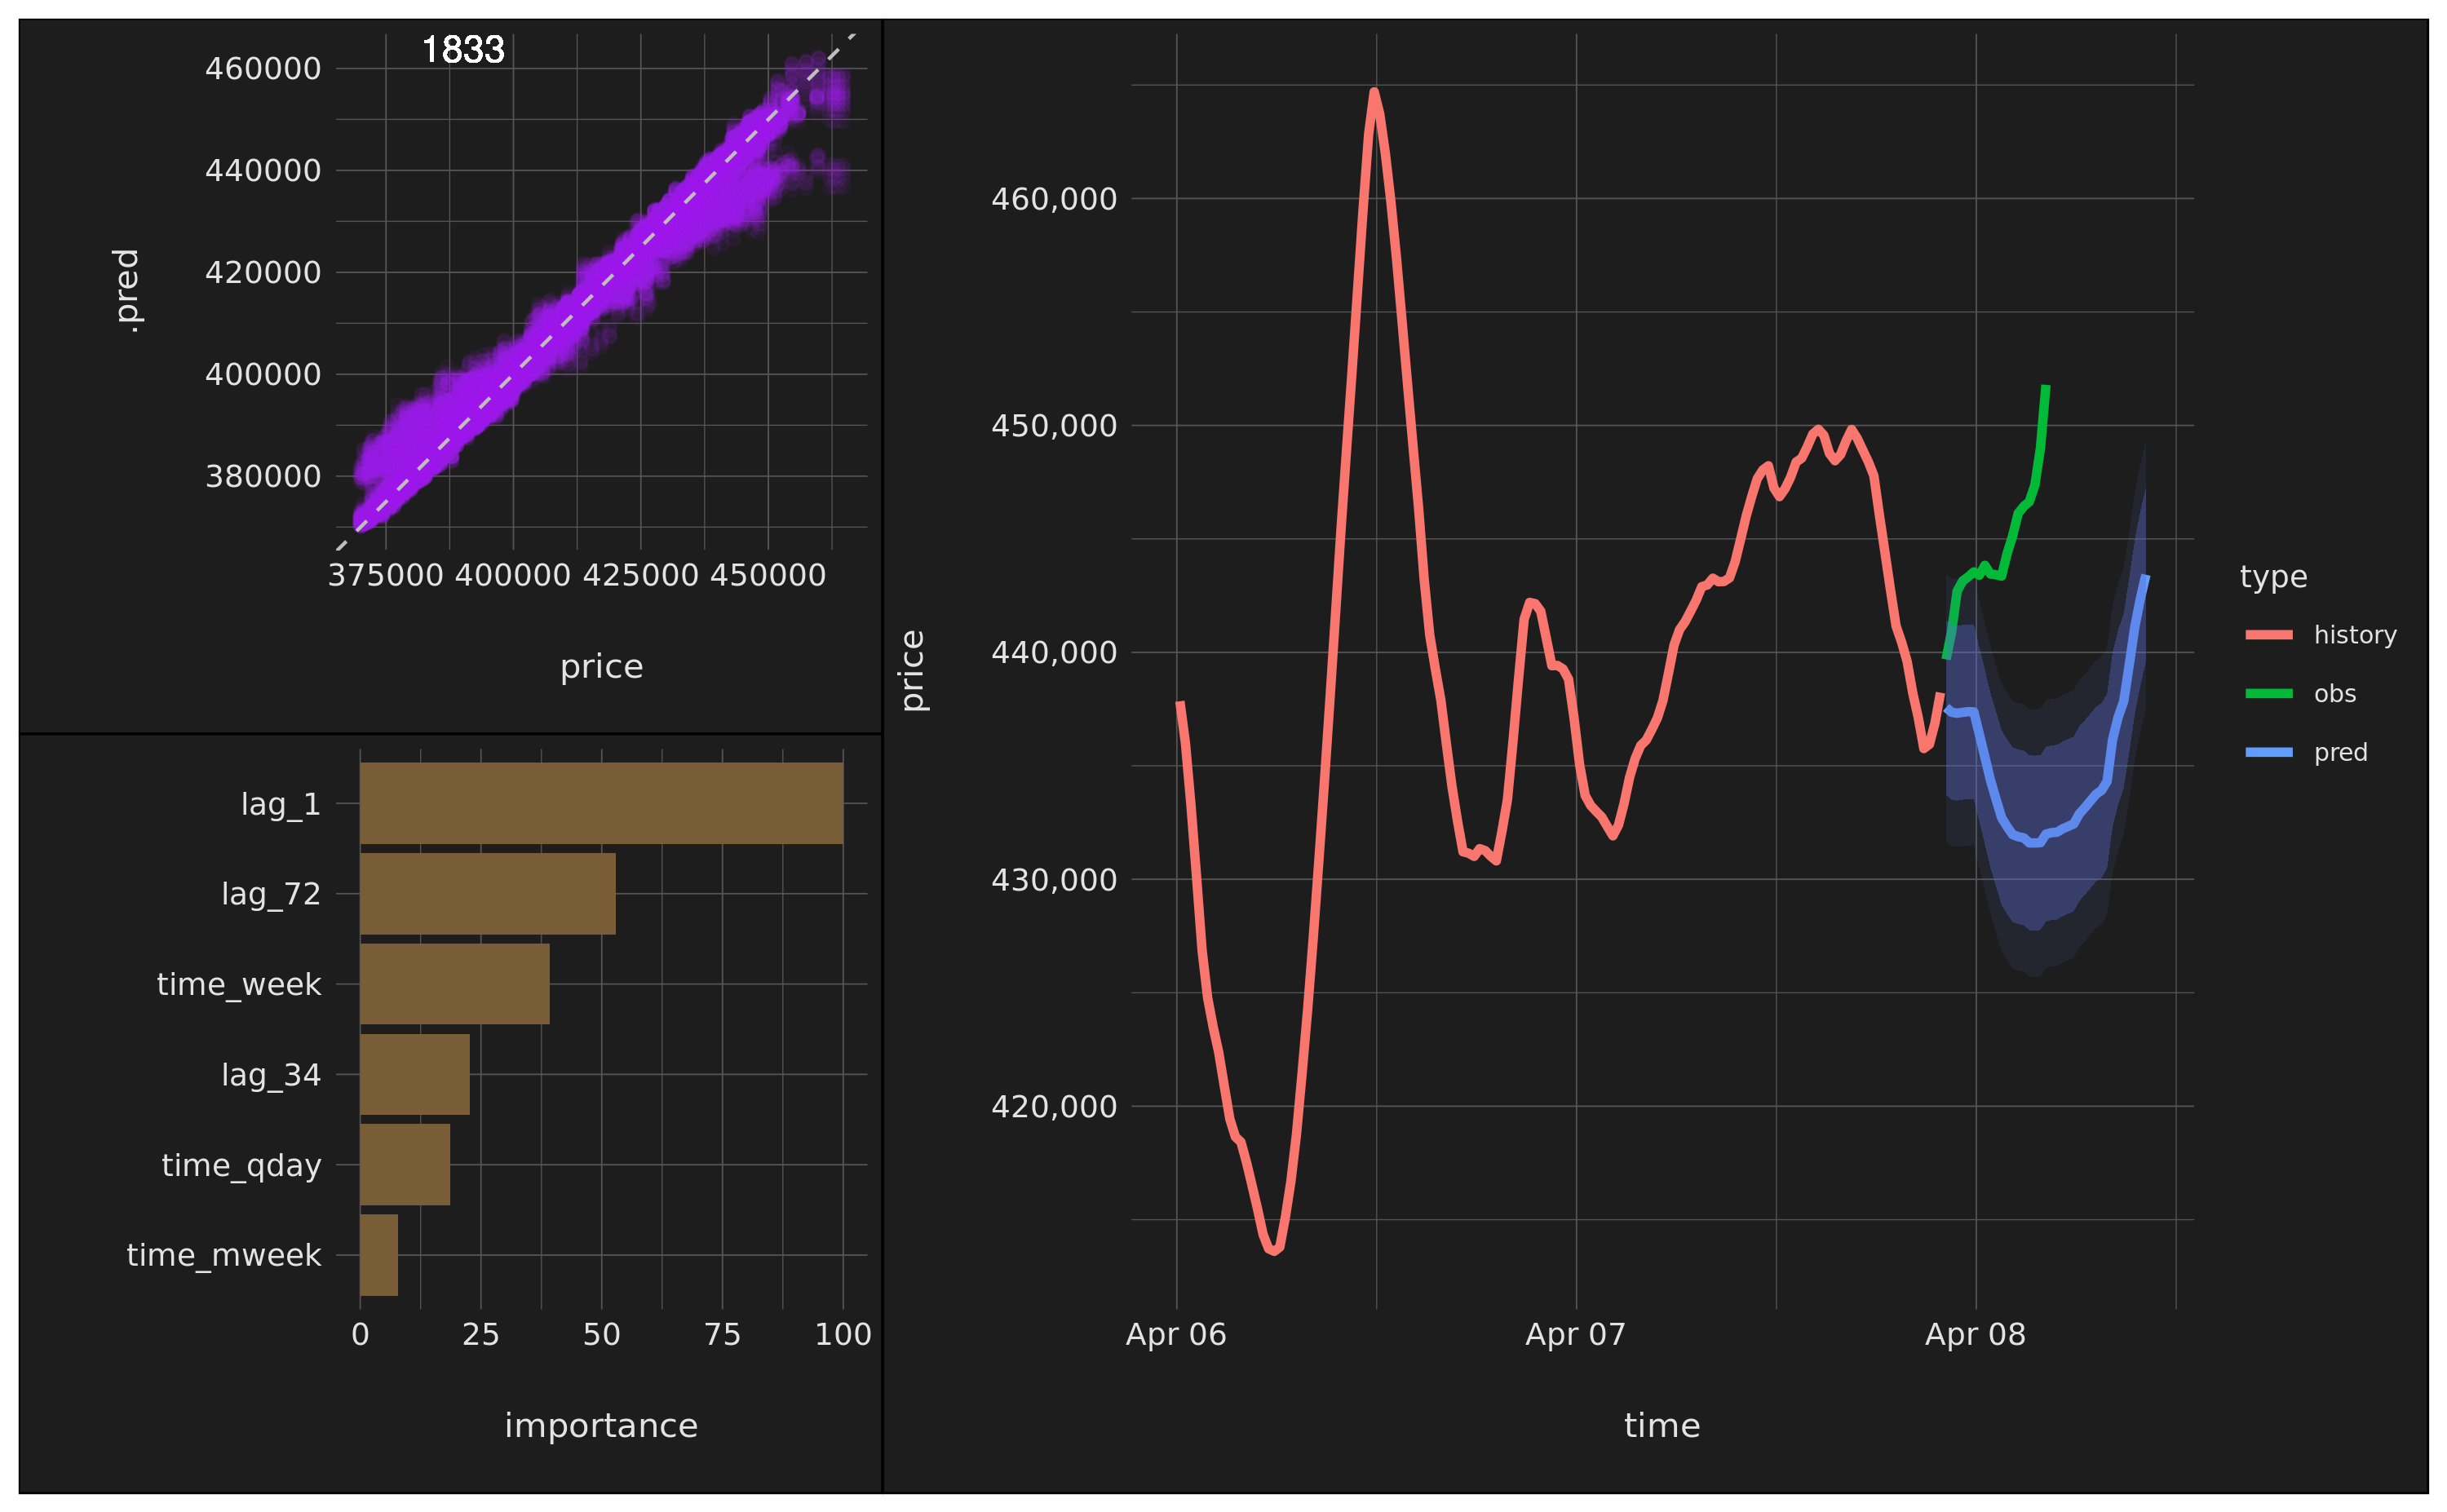 1833
460000
440000
420000
400000
380000
.pred
375000 400000 425000 450000
price
lag_1
lag_72
time_week
lag_34
time_qday
time_mweek
0 25 50 75 100
importance
460,000
450,000
440,000
430,000
420,000
price
Apr 06 Apr 07 Apr 08
time
type
history
obs
pred